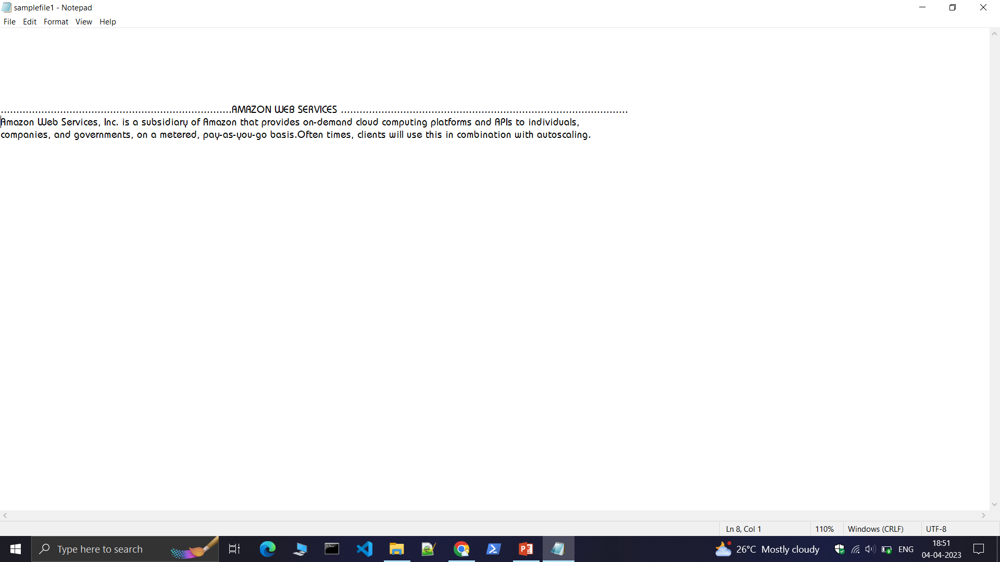 samplefile1 - Notepad
File Edit Format View Help
..........................................................................AMAZON WEB SERVICES ............................................................................................
Amazon Web Services, Inc. is a subsidiary of Amazon that provides on-demand cloud computing platforms and APIs to individuals,
companies, and governments, on a metered, pay-as-you-go basis.Often times, clients will use this in combination with autoscaling.
Ln 8, Col 1 110% Windows (CRLF) UTF-8
Type here to search 26°C Mostly cloudy ENG 18:51
04-04-2023